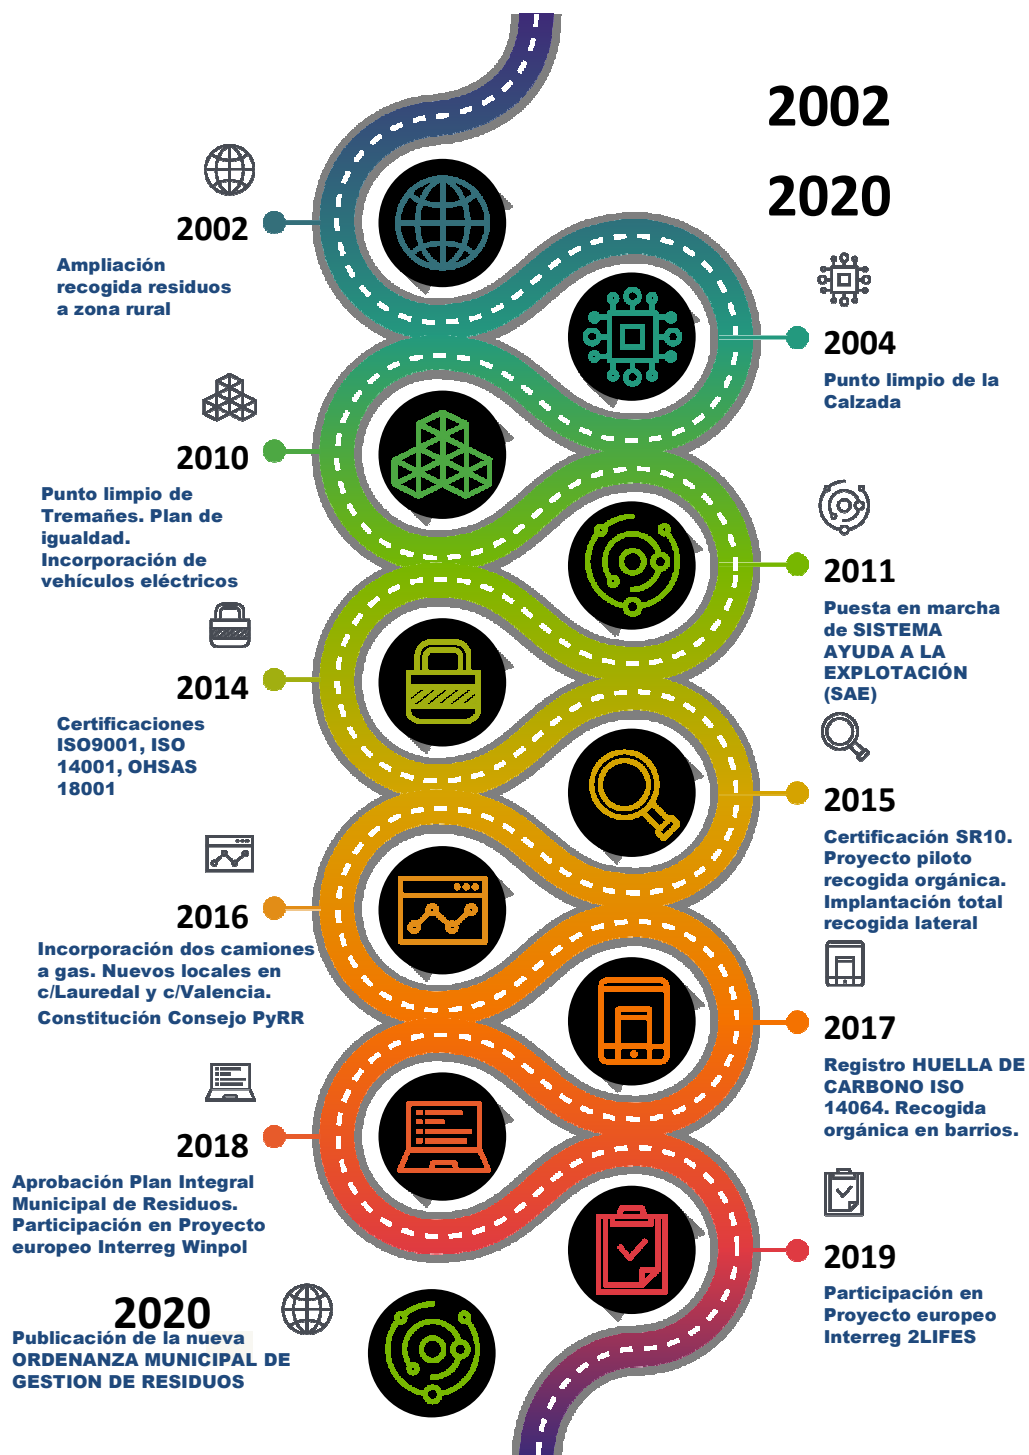 2002
2020
2002
Ampliación
recogida residuos
a zona rural
2004
Punto limpio de la
Calzada
2010
Punto limpio de
Tremañes. Plan de
igualdad.
Incorporación de
vehículos eléctricos
2011
Puesta en marcha
de SISTEMA
AYUDA A LA
EXPLOTACIÓN
(SAE)
2014
Certificaciones
ISO9001, ISO
14001, OHSAS
18001
2015
Certificación SR10.
Proyecto piloto
recogida orgánica.
Implantación total
recogida lateral
2016
Incorporación dos camiones
a gas. Nuevos locales en
c/Lauredal y c/Valencia.
Constitución Consejo PyRR
2017
Registro HUELLA DE
CARBONO ISO
14064. Recogida
orgánica en barrios.
2018
Aprobación Plan Integral
Municipal de Residuos.
Participación en Proyecto
europeo Interreg Winpol
2019
Participación en
Proyecto europeo
Interreg 2LIFES
2020
Publicación de la nueva
ORDENANZA MUNICIPAL DE
GESTION DE RESIDUOS